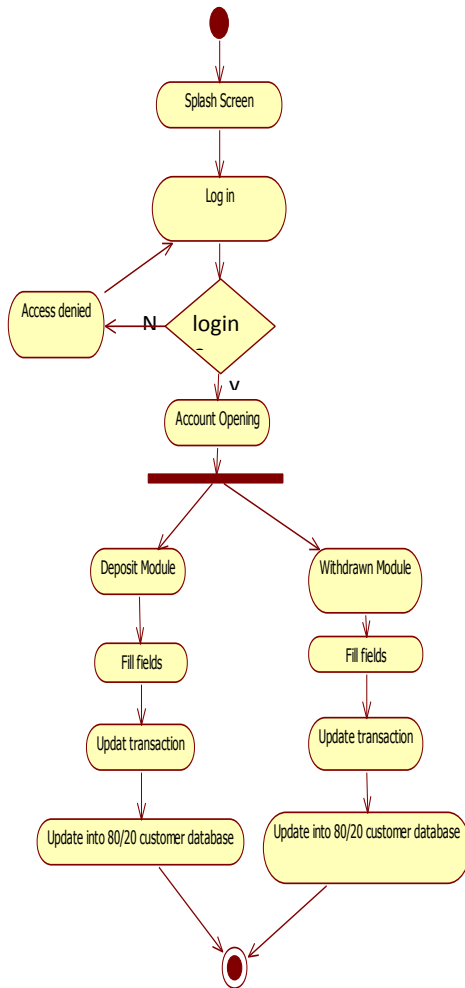 Splash Screen
Log in
Access denied
N
login
Y
Account Opening
Deposit Module
Withdrawn Module
Fill fields
Fill fields
Updat transaction
Update transaction
Update into 80/20 customer database
Update into 80/20 customer database